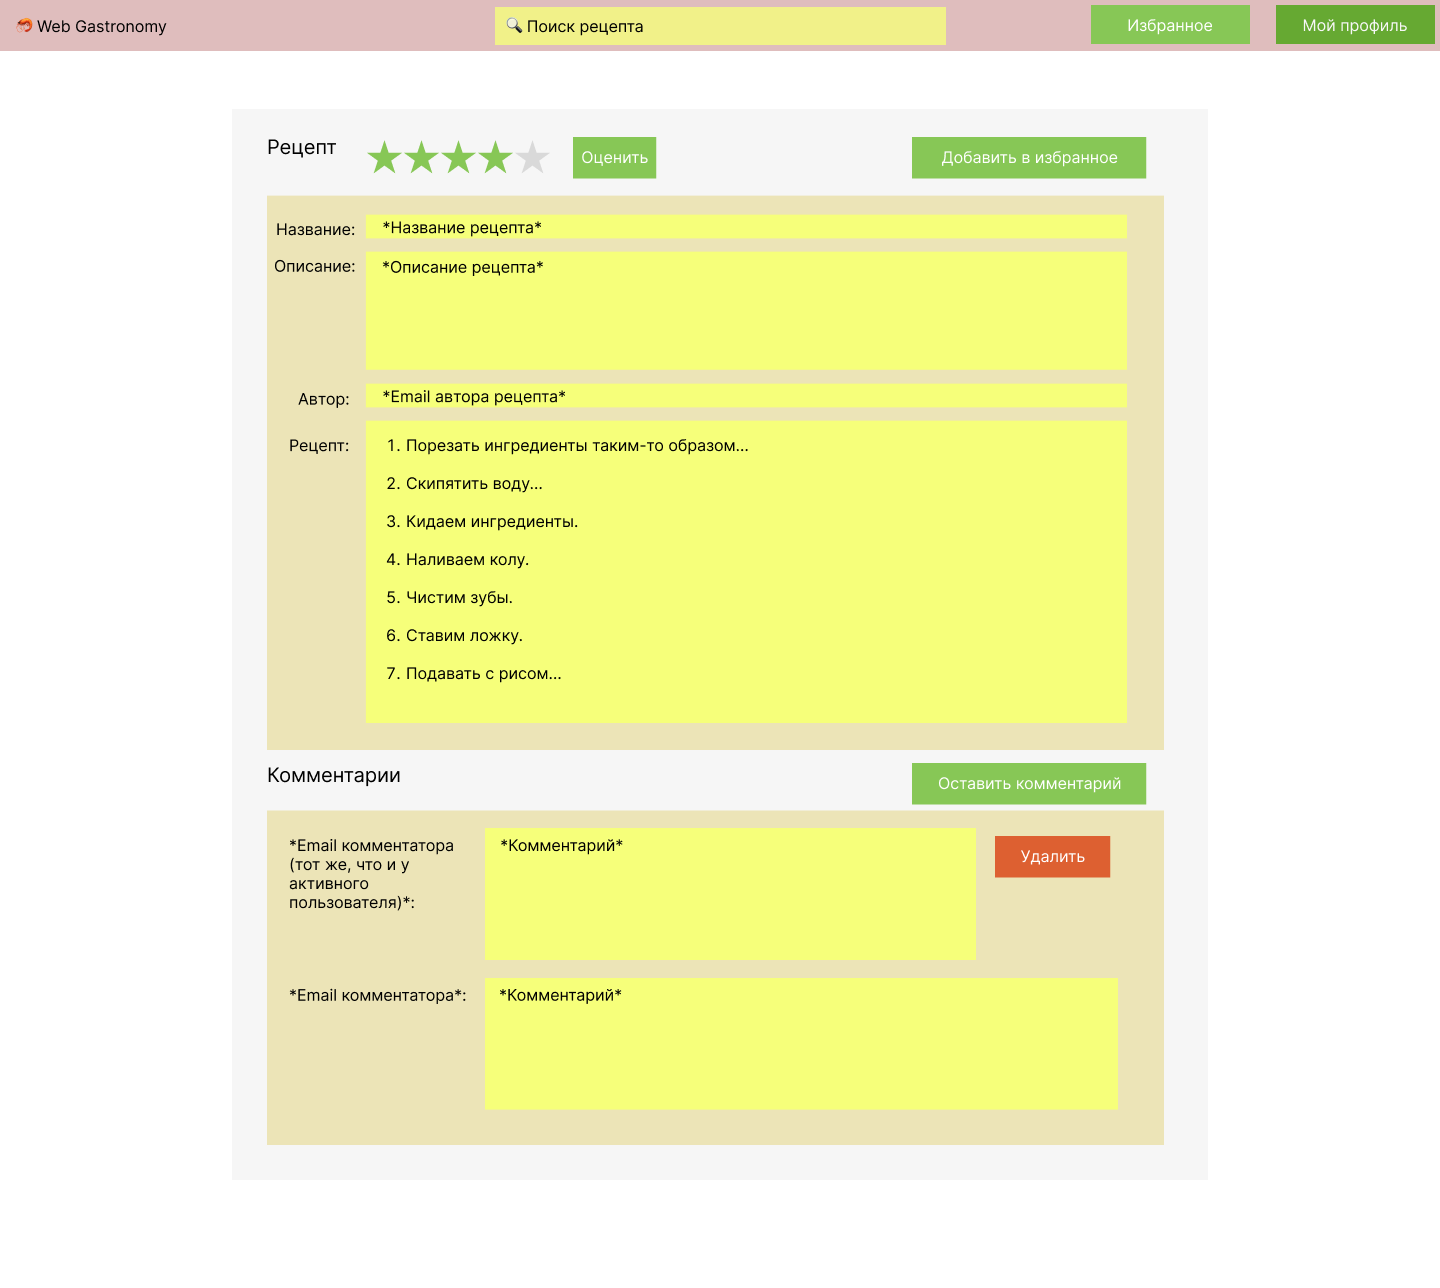 Web Gastronomy
Поиск рецепта
Избранное
Мой профиль
Рецепт
Оценить
Добавить в избранное
Название:
*Название рецепта*
Описание:
*Описание рецепта*
Автор:
*Email автора рецепта*
Рецепт:
1. Порезать ингредиенты таким-то образом...
2. Скипятить воду...
3. Кидаем ингредиенты.
4. Наливаем колу.
5. Чистим зубы.
6. Ставим ложку.
7. Подавать с рисом...
Комментарии
Оставить комментарий
*Email комментатора
(тот же, что и у
активного
пользователя)*:
*Комментарий*
Удалить
*Email комментатора*:
*Комментарий*